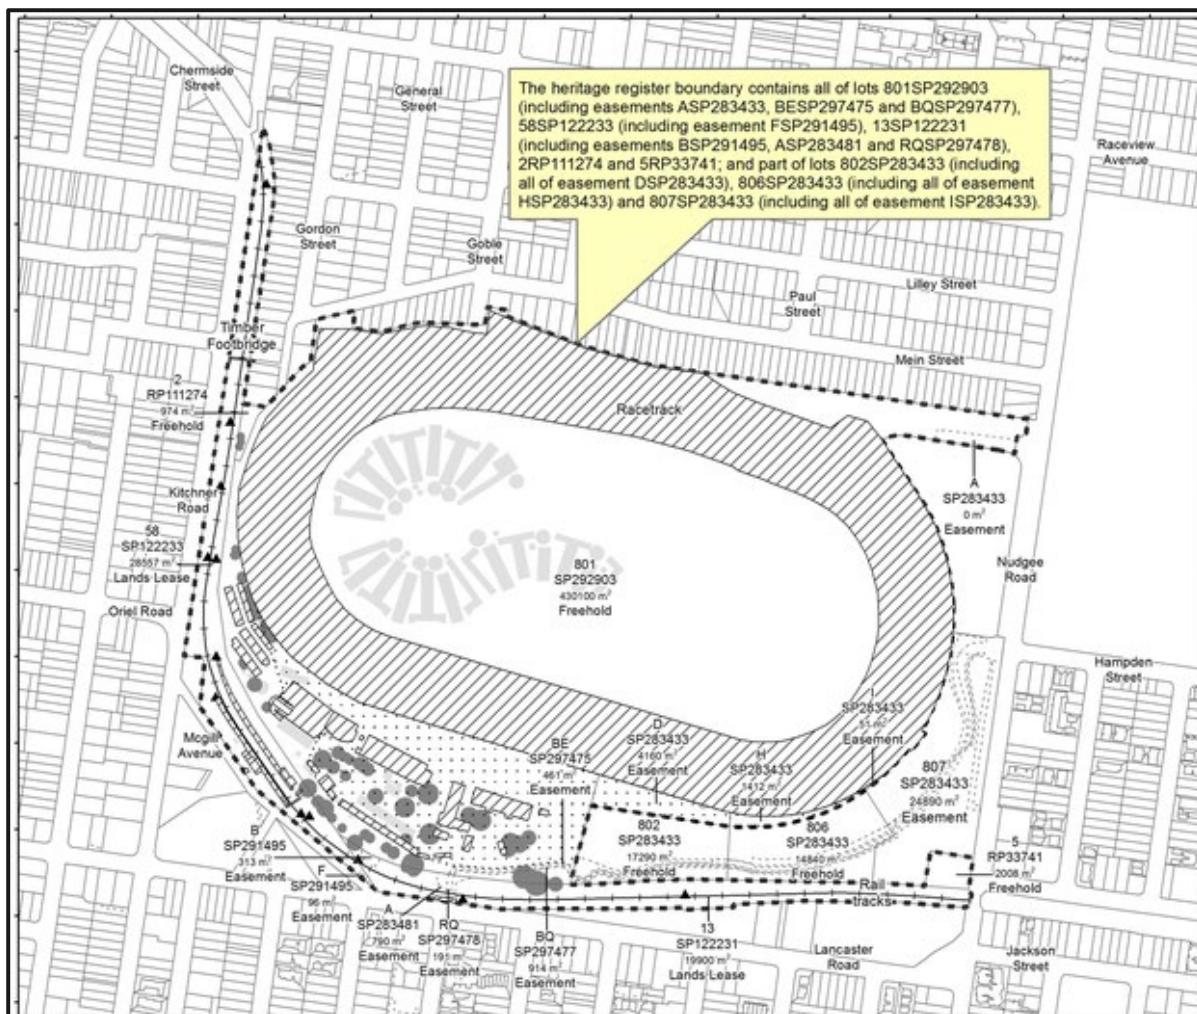 Chermside
Street
General
Street
The heritage register boundary contains all of lots 801SP292903
(including easements ASP283433, BESP297475 and BQSP297477),
58SP122233 (including easement FSP291495), 13SP122231
(including easements BSP291495, ASP283481 and RQSP297478),
2RP111274 and 5RP33741; and part of lots 802SP283433 (including
all of easement DSP283433), 806SP283433 (including all of easement
HSP283433) and 807SP283433 (including all of easement ISP283433).
Raceview
Avenue
Gordon
Street
Goble
Street
Lilley Street
Paul
Street
Timber
Footbridge
Mein Street
2
RP111274
974 m²
Freehold
Racetrack
A
SP283433
0 m²
Easement
Kitchner
Road
58
SP122233
28557 m²
Lands Lease
801
SP292903
430100 m²
Freehold
Nudgee
Road
Oriel Road
Hampden
Street
I
SP283433
51 m²
Easement
Mcgill
Avenue
BE
SP297475
461 m²
Easement
D
SP283433
4160 m²
Easement
H
SP283433
1412 m²
Easement
807
SP283433
24890 m²
Easement
802
SP283433
17290 m²
Freehold
806
SP283433
14840 m²
Freehold
B
SP291495
313 m²
Easement
5
RP33741
2008 m²
Freehold
F
SP291495
96 m²
Easement
Rail
tracks
A
SP283481
790 m²
Easement
RQ
SP297478
191 m²
Easement
BQ
SP297477
914 m²
Easement
13
SP122231
19900 m²
Lands Lease
Lancaster
Road
Jackson
Street